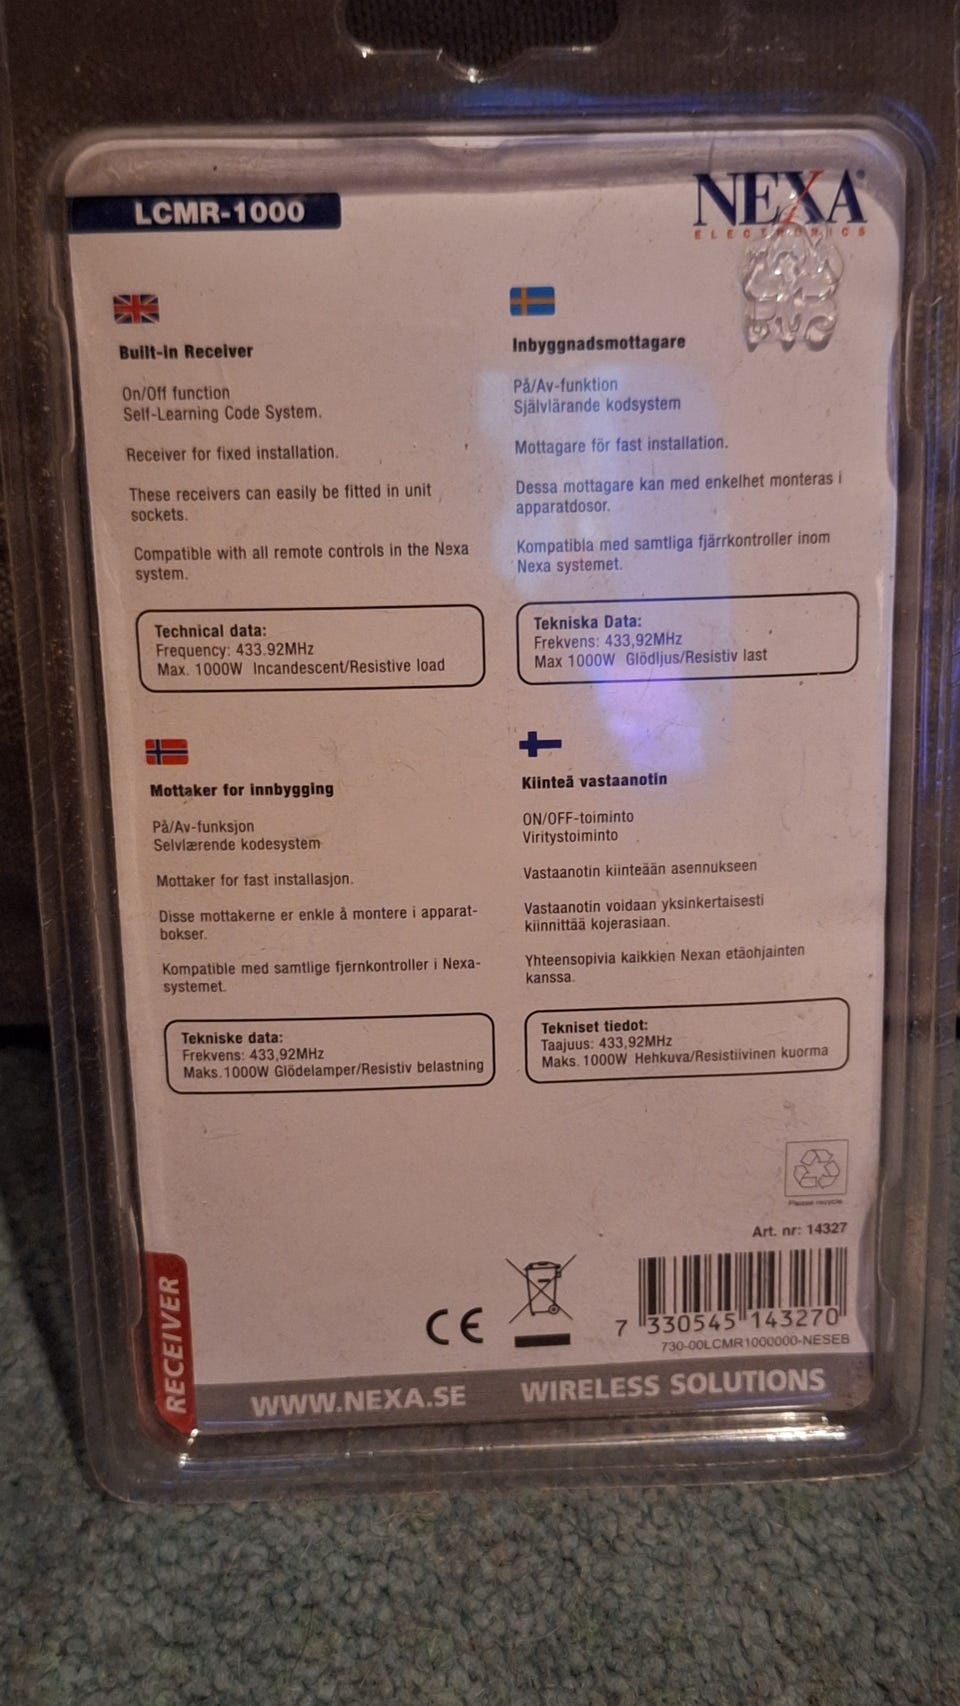 LCMR-1000
NEXA®
ELECTRONICS
PVC
Built-in Receiver
On/Off function
Self-Learning Code System.
Receiver for fixed installation.
These receivers can easily be fitted in unit
sockets.
Compatible with all remote controls in the Nexa
system.
Technical data:
Frequency: 433.92MHz
Max. 1000W Incandescent/Resistive load
Inbyggnadsmottagare
På/Av-funktion
Självlärande kodsystem
Mottagare för fast installation.
Dessa mottagare kan med enkelhet monteras i
apparatdosor.
Kompatibla med samtliga fjärrkontroller inom
Nexa systemet.
Tekniska Data:
Frekvens: 433,92MHz
Max 1000W Glödljus/Resistiv last
Mottaker for innbygging
På/Av-funksjon
Selvlærende kodesystem
Mottaker for fast installasjon.
Disse mottakerne er enkle å montere i apparat-
bokser.
Kompatible med samtlige fjernkontroller i Nexa-
systemet.
Tekniske data:
Frekvens: 433,92MHz
Maks. 1000W Glödelamper/Resistiv belastning
Kiinteä vastaanotin
ON/OFF-toiminto
Viritystoiminto
Vastaanotin kiinteään asennukseen
Vastaanotin voidaan yksinkertaisesti
kiinnittää kojerasiaan.
Yhteensopivia kaikkien Nexan etäohjainten
kanssa.
Tekniset tiedot:
Taajuus: 433,92MHz
Maks. 1000W Hehkuva/Resistiivinen kuorma
Please recycle
Art. nr: 14327
7 330545 143270
730-00LCMR1000000-NESEB
CE
RECEIVER
WWW.NEXA.SE WIRELESS SOLUTIONS